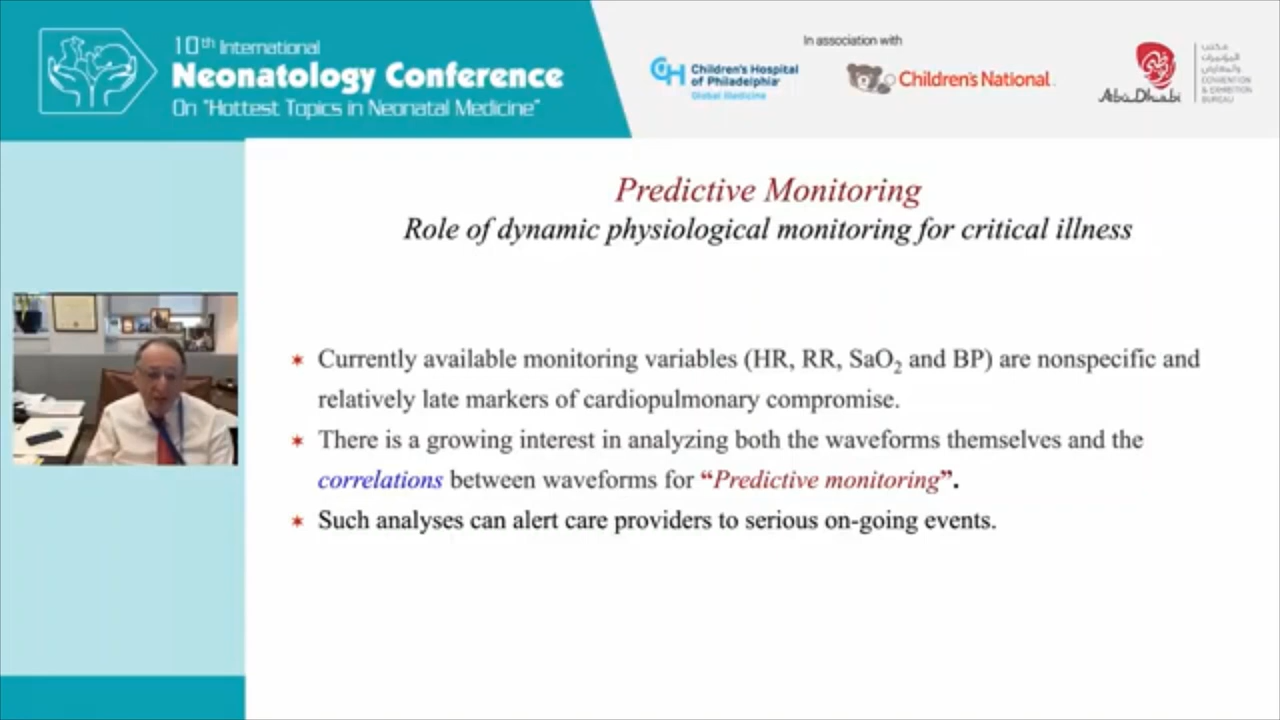 10th International
Neonatology Conference
On "Hottest Topics in Neonatal Medicine"
In association with
Children's Hospital
of Philadelphia
Global Medicine
Children's National
Abu Dhabi
CONVENTION
& EXHIBITION
BUREAU
Predictive Monitoring
Role of dynamic physiological monitoring for critical illness
✶ Currently available monitoring variables (HR, RR, SaO₂ and BP) are nonspecific and
relatively late markers of cardiopulmonary compromise.
✶ There is a growing interest in analyzing both the waveforms themselves and the
correlations between waveforms for “Predictive monitoring”.
✶ Such analyses can alert care providers to serious on-going events.